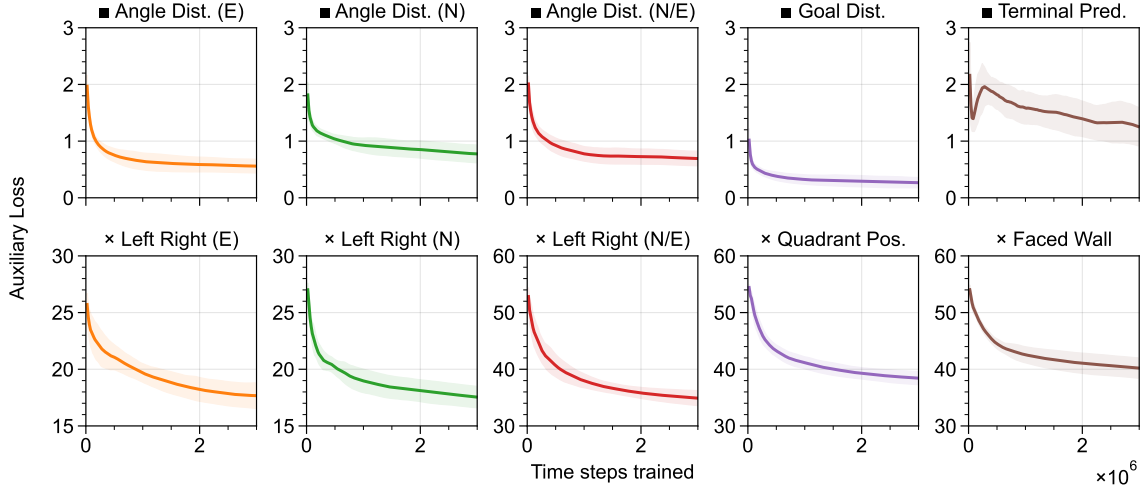 ■ Angle Dist. (E) ■ Angle Dist. (N) ■ Angle Dist. (N/E) ■ Goal Dist. ■ Terminal Pred.
3 3 3 3 3
2 2 2 2 2
1 1 1 1 1
0 0 0 0 0
Auxiliary Loss
× Left Right (E) × Left Right (N) × Left Right (N/E) × Quadrant Pos. × Faced Wall
30 30 60 60 60
25 25 50 50 50
20 20 40 40 40
15 15 30 30 30
0 2 0 2 0 2 0 2 0 2
Time steps trained
×10⁶